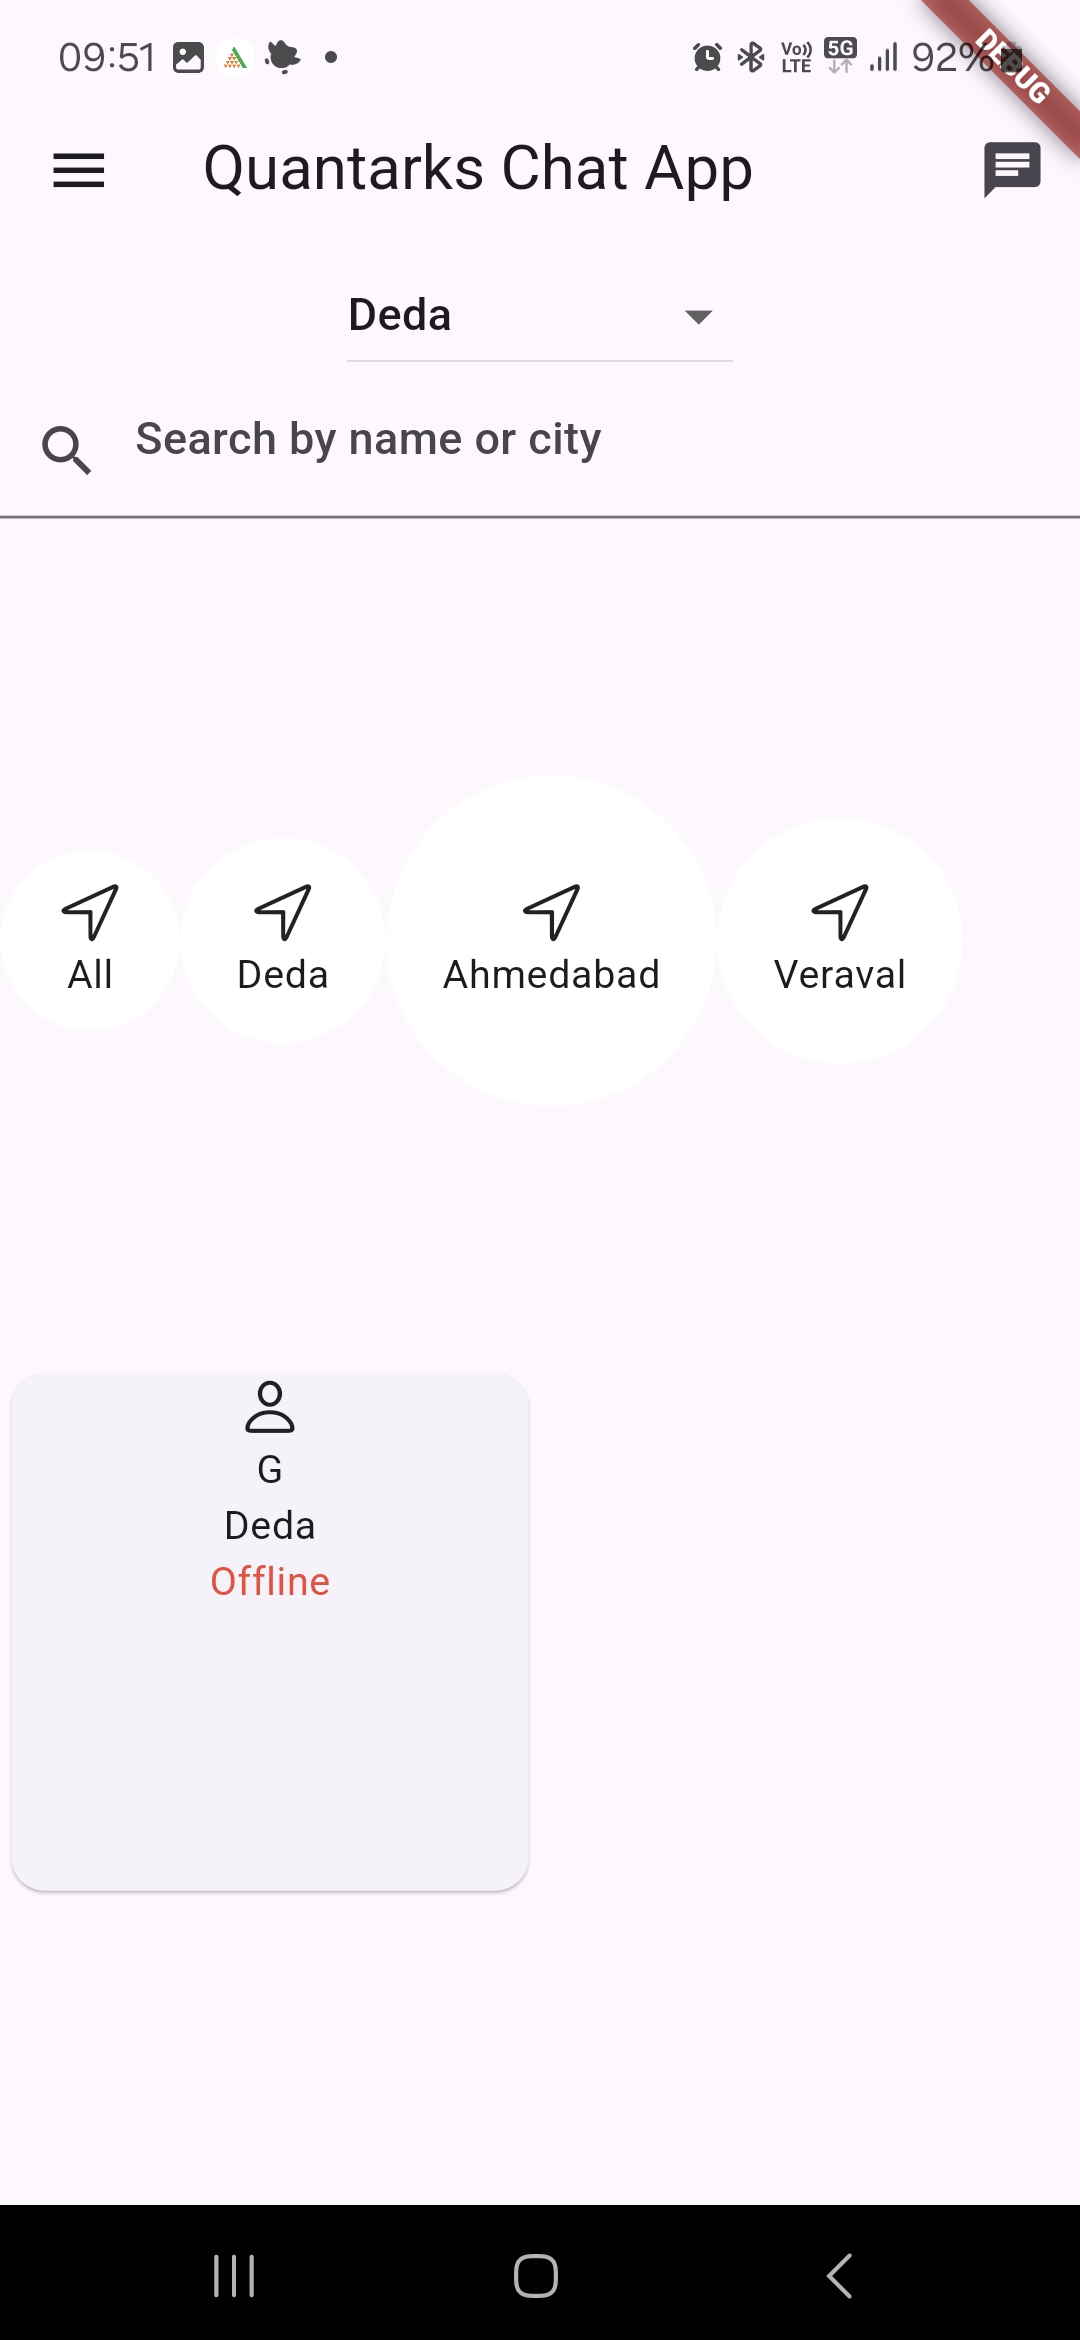 09:51
Vo)) LTE 5G 92%
DEBUG
Quantarks Chat App
Deda
Search by name or city
All
Deda
Ahmedabad
Veraval
G
Deda
Offline